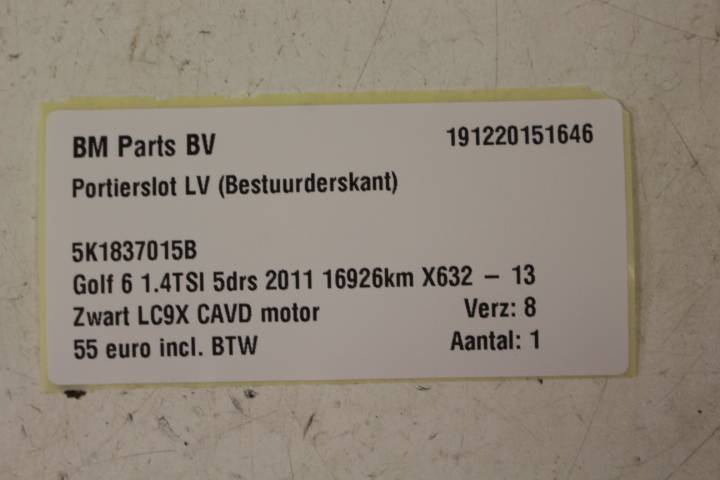 BM Parts BV 191220151646
Portierslot LV (Bestuurderskant)
5K1837015B
Golf 6 1.4TSI 5drs 2011 16926km X632 – 13
Zwart LC9X CAVD motor Verz: 8
55 euro incl. BTW Aantal: 1